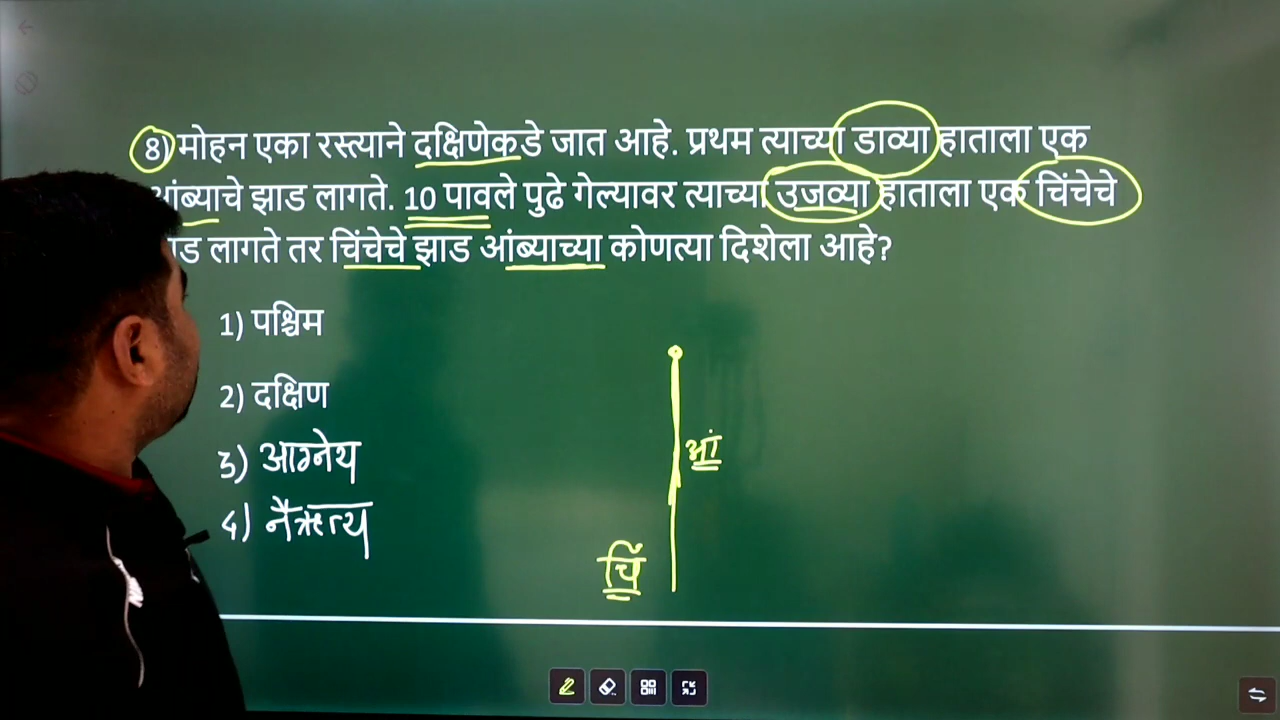 8) मोहन एका रस्त्याने दक्षिणेकडे जात आहे. प्रथम त्याच्या डाव्या हाताला एक
आंब्याचे झाड लागते. 10 पावले पुढे गेल्यावर त्याच्या उजव्या हाताला एक चिंचेचे
लागते तर चिंचेचे झाड आंब्याच्या कोणत्या दिशेला आहे?
1) पश्चिम
2) दक्षिण
3) आग्नेय
4) नैऋत्य
आं
चिं